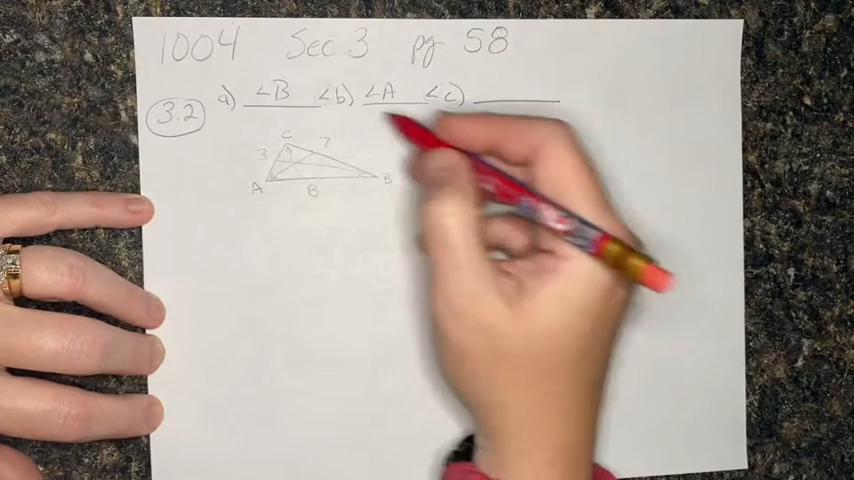 1004 Sec 3 pg 58
3.2 a) ∠B < b) ∠A < c)
C
3 7
A B
B